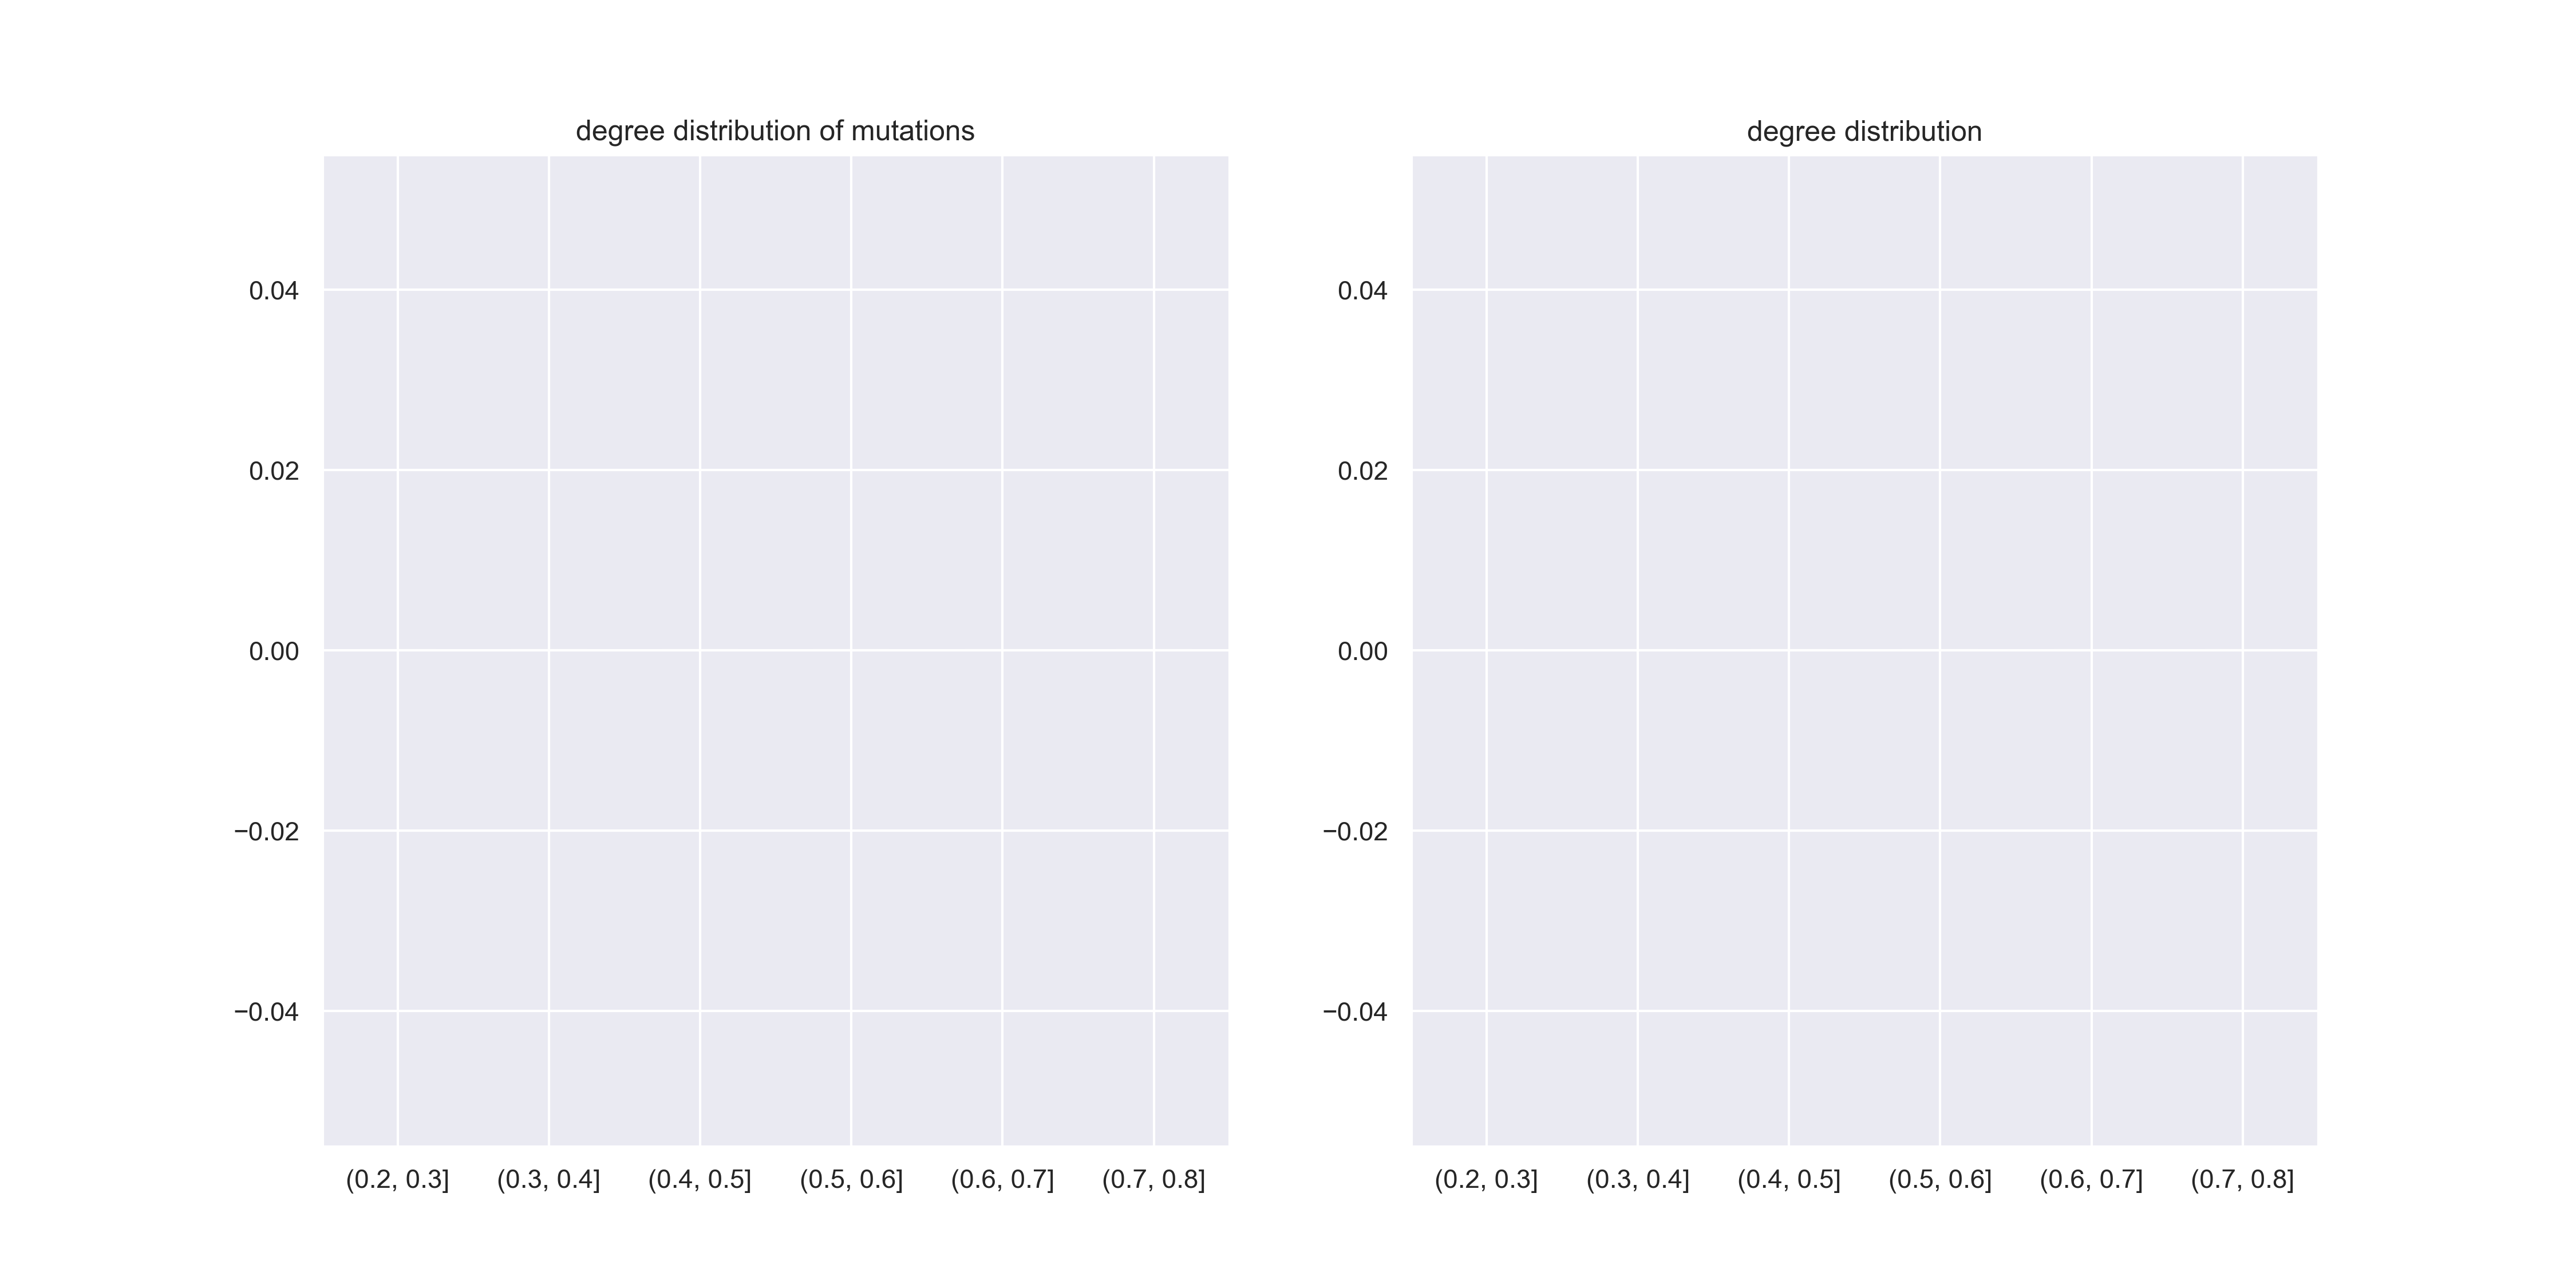 degree distribution of mutations
0.04
0.02
0.00
−0.02
−0.04
(0.2, 0.3] (0.3, 0.4] (0.4, 0.5] (0.5, 0.6] (0.6, 0.7] (0.7, 0.8]
degree distribution
0.04
0.02
0.00
−0.02
−0.04
(0.2, 0.3] (0.3, 0.4] (0.4, 0.5] (0.5, 0.6] (0.6, 0.7] (0.7, 0.8]